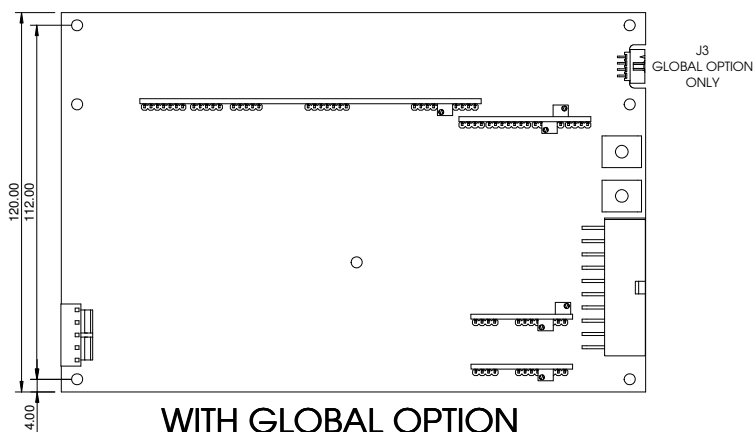 J3
GLOBAL OPTION
ONLY
120.00
112.00
4.00
WITH GLOBAL OPTION